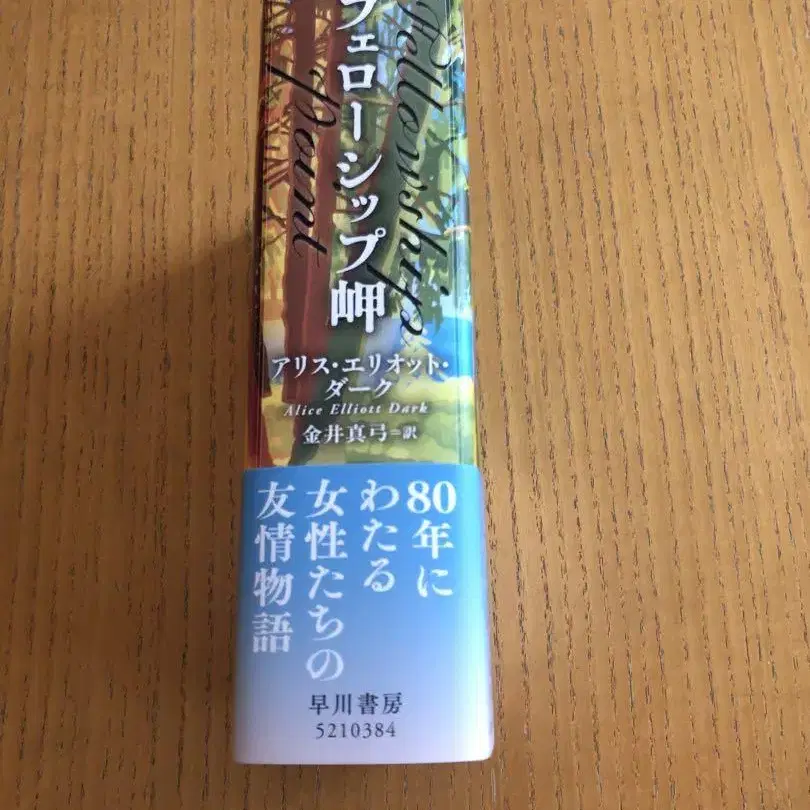 フェローシップ岬
Fellowship
Point
アリス・エリオット・
ダーク
Alice Elliott Dark
金井真弓＝訳
80年に
わたる
女性たちの
友情物語
早川書房
5210384